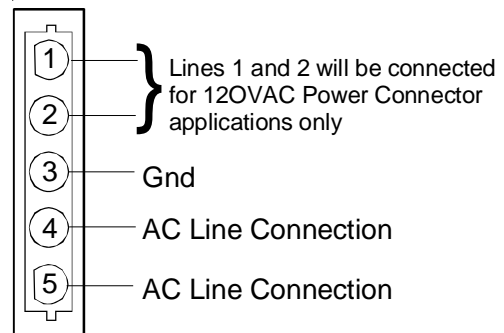 1
2
Lines 1 and 2 will be connected
for 12OVAC Power Connector
applications only
3 Gnd
4 AC Line Connection
5 AC Line Connection